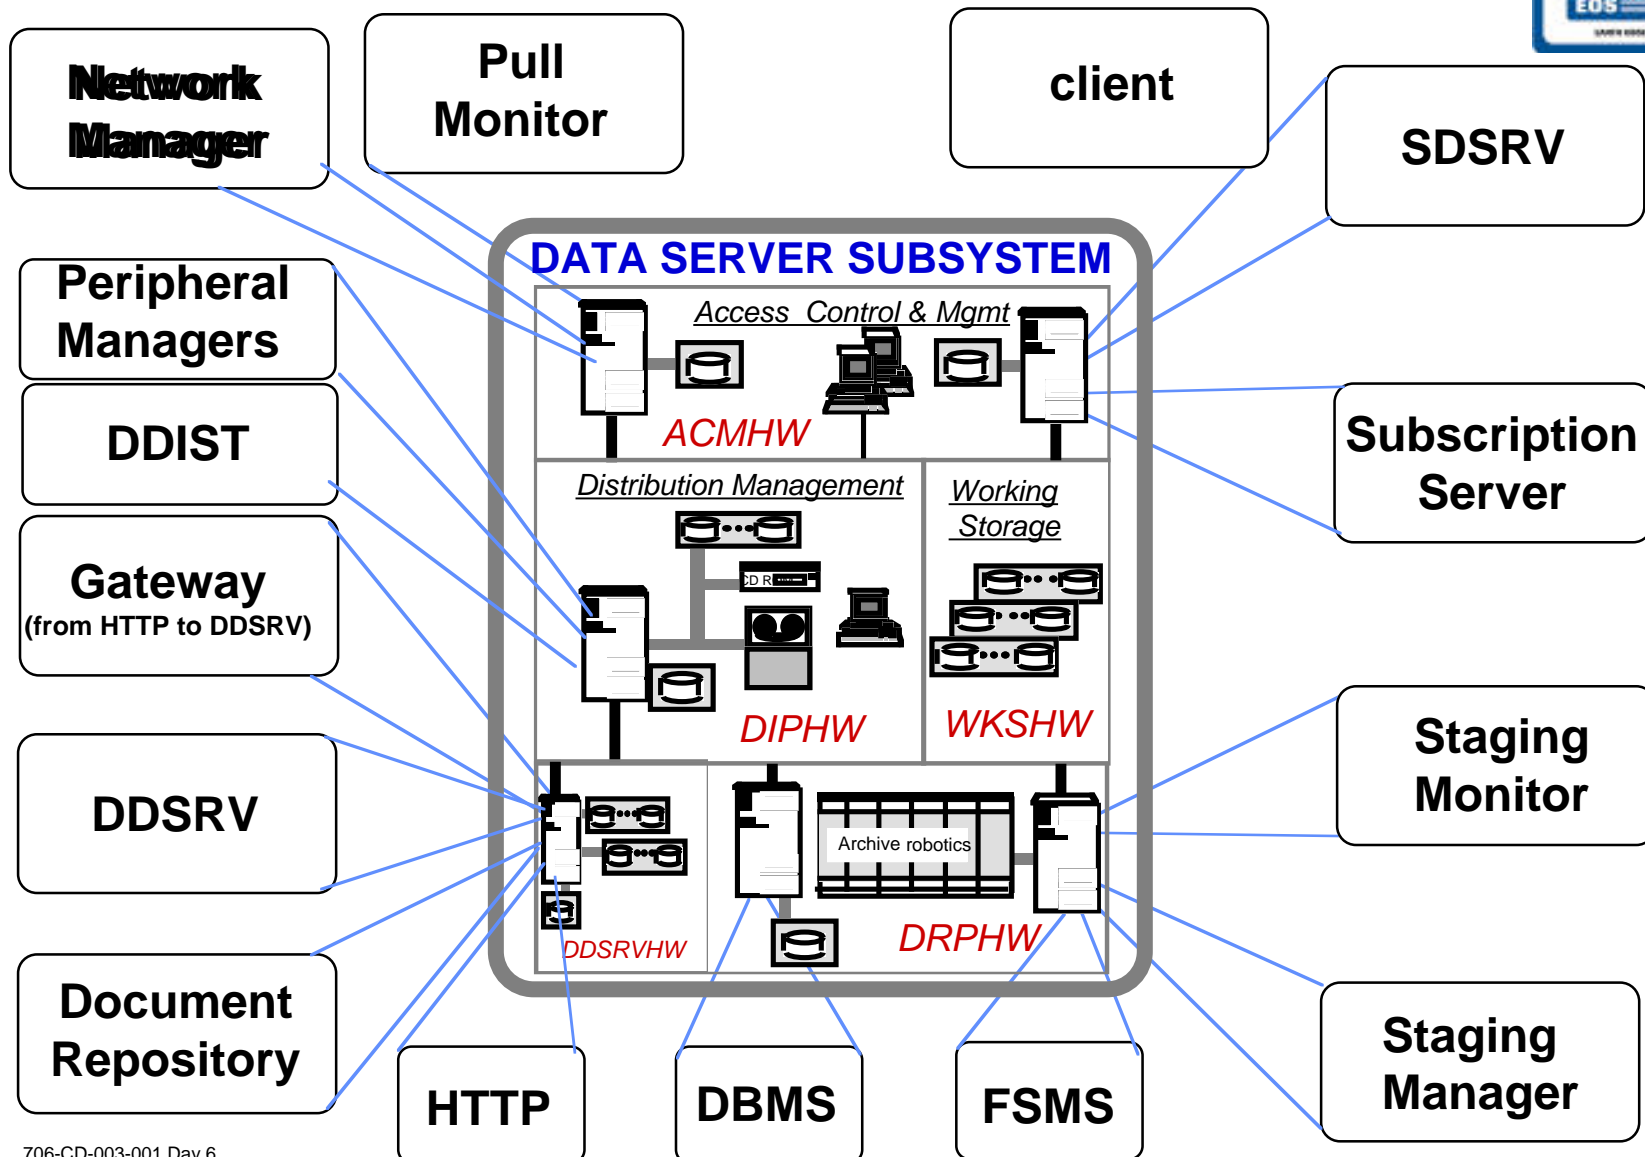 EOS
Network
Manager
Pull
Monitor
client
SDSRV
DATA SERVER SUBSYSTEM
Access Control & Mgmt
ACMHW
Peripheral
Managers
DDIST
Gateway
(from HTTP to DDSRV)
DDSRV
Document
Repository
Distribution Management
CD
DIPHW
Working
Storage
WKSHW
Subscription
Server
Staging
Monitor
Archive robotics
DDSRVHW
DRPHW
HTTP
DBMS
FSMS
Staging
Manager
706-CD-003-001 Day 6